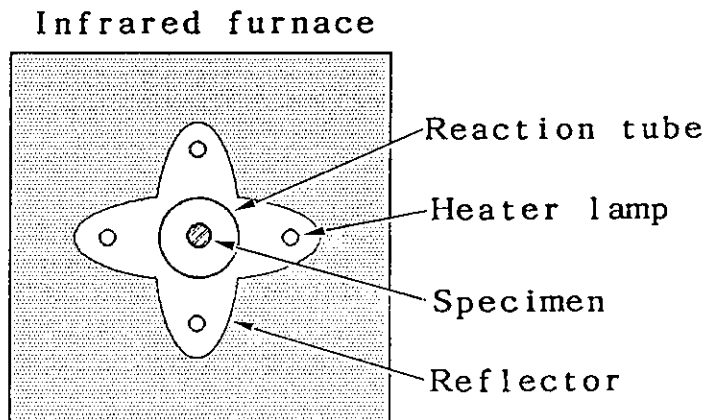 Infrared furnace
Reaction tube
Heater lamp
Specimen
Reflector